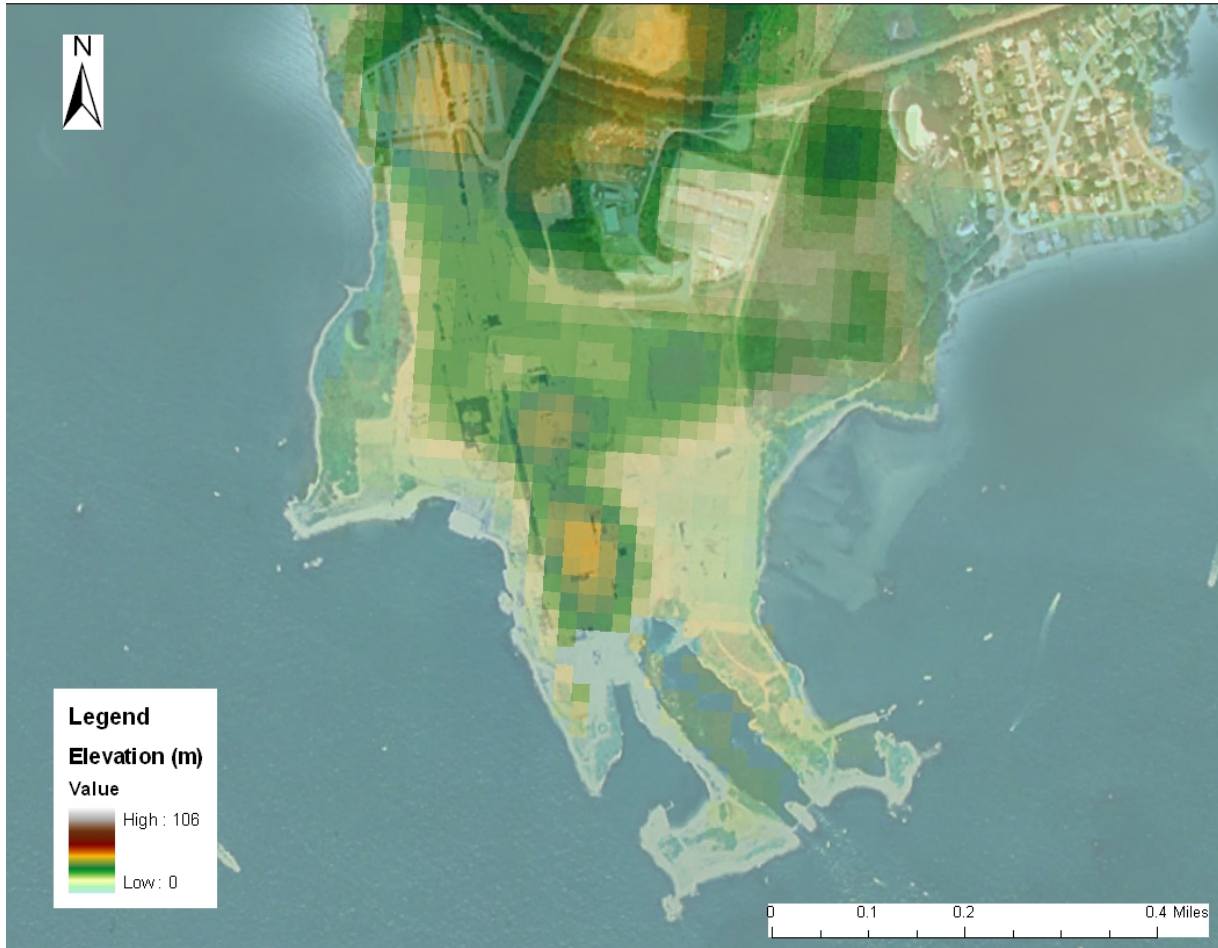 N
Legend
Elevation (m)
Value
High : 106
Low : 0
0 0.1 0.2 0.4 Miles